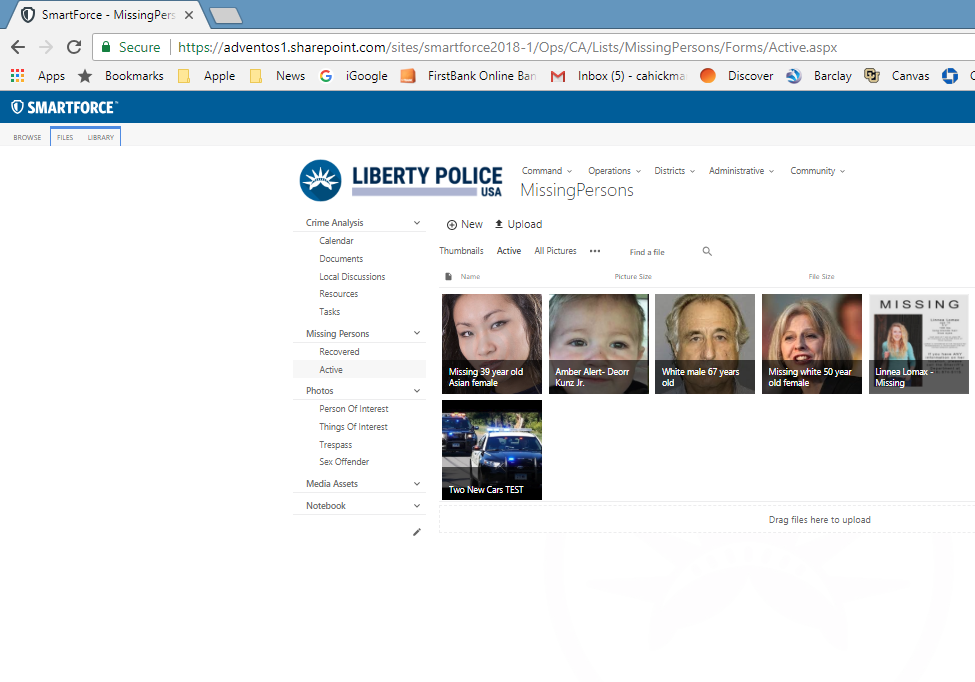 SmartForce - MissingPers
Secure
https://adventos1.sharepoint.com/sites/smartforce2018-1/Ops/CA/Lists/MissingPersons/Forms/Active.aspx
Apps Bookmarks Apple News iGoogle FirstBank Online Ban Inbox (5) - cahickma Discover Barclay Canvas
SMARTFORCE
BROWSE FILES LIBRARY
LIBERTY POLICE
USA
Command Operations Districts Administrative Community
MissingPersons
Crime Analysis
Calendar
Documents
Local Discussions
Resources
Tasks
Missing Persons
Recovered
Active
Photos
Person Of Interest
Things Of Interest
Trespass
Sex Offender
Media Assets
Notebook
New Upload
Thumbnails Active All Pictures ••• Find a file
Name Picture Size File Size
Missing 39 year old
Asian female
Amber Alert- Deorr
Kunz Jr.
White male 67 years
old
Missing white 50 year
old female
MISSING
Linnea Lomax
Linnea Lomax -
Missing
Two New Cars TEST
Drag files here to upload